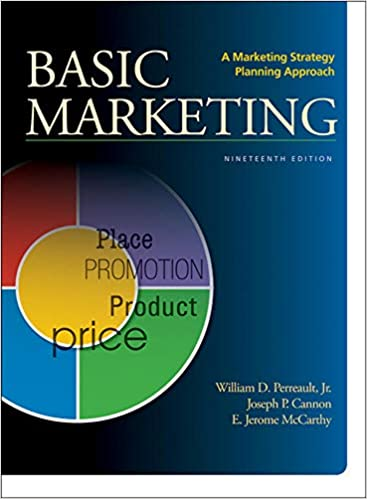 A Marketing Strategy
Planning Approach
BASIC
MARKETING
NINETEENTH EDITION
Place
PROMOTION
Product
price
William D. Perreault, Jr.
Joseph P. Cannon
E. Jerome McCarthy